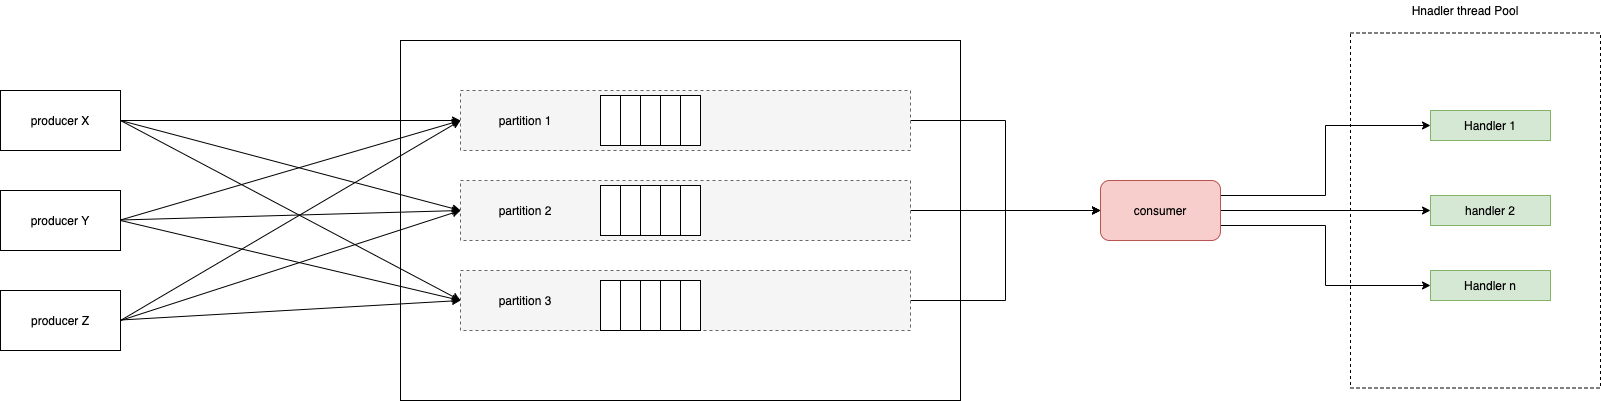 Hnadler thread Pool
producer X
partition 1
Handler 1
producer Y
partition 2
consumer
handler 2
producer Z
partition 3
Handler n